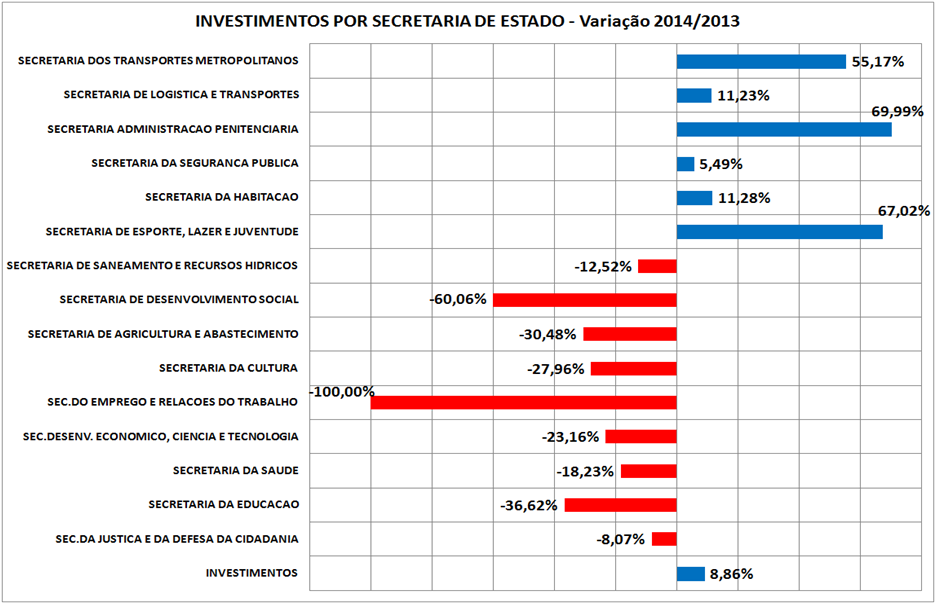 INVESTIMENTOS POR SECRETARIA DE ESTADO - Variação 2014/2013
SECRETARIA DOS TRANSPORTES METROPOLITANOS 55,17%
SECRETARIA DE LOGISTICA E TRANSPORTES 11,23%
SECRETARIA ADMINISTRACAO PENITENCIARIA 69,99%
SECRETARIA DA SEGURANCA PUBLICA 5,49%
SECRETARIA DA HABITACAO 11,28%
SECRETARIA DE ESPORTE, LAZER E JUVENTUDE 67,02%
SECRETARIA DE SANEAMENTO E RECURSOS HIDRICOS -12,52%
SECRETARIA DE DESENVOLVIMENTO SOCIAL -60,06%
SECRETARIA DE AGRICULTURA E ABASTECIMENTO -30,48%
SECRETARIA DA CULTURA -27,96%
SEC.DO EMPREGO E RELACOES DO TRABALHO -100,00%
SEC.DESENV. ECONOMICO, CIENCIA E TECNOLOGIA -23,16%
SECRETARIA DA SAUDE -18,23%
SECRETARIA DA EDUCACAO -36,62%
SEC.DA JUSTICA E DA DEFESA DA CIDADANIA -8,07%
INVESTIMENTOS 8,86%